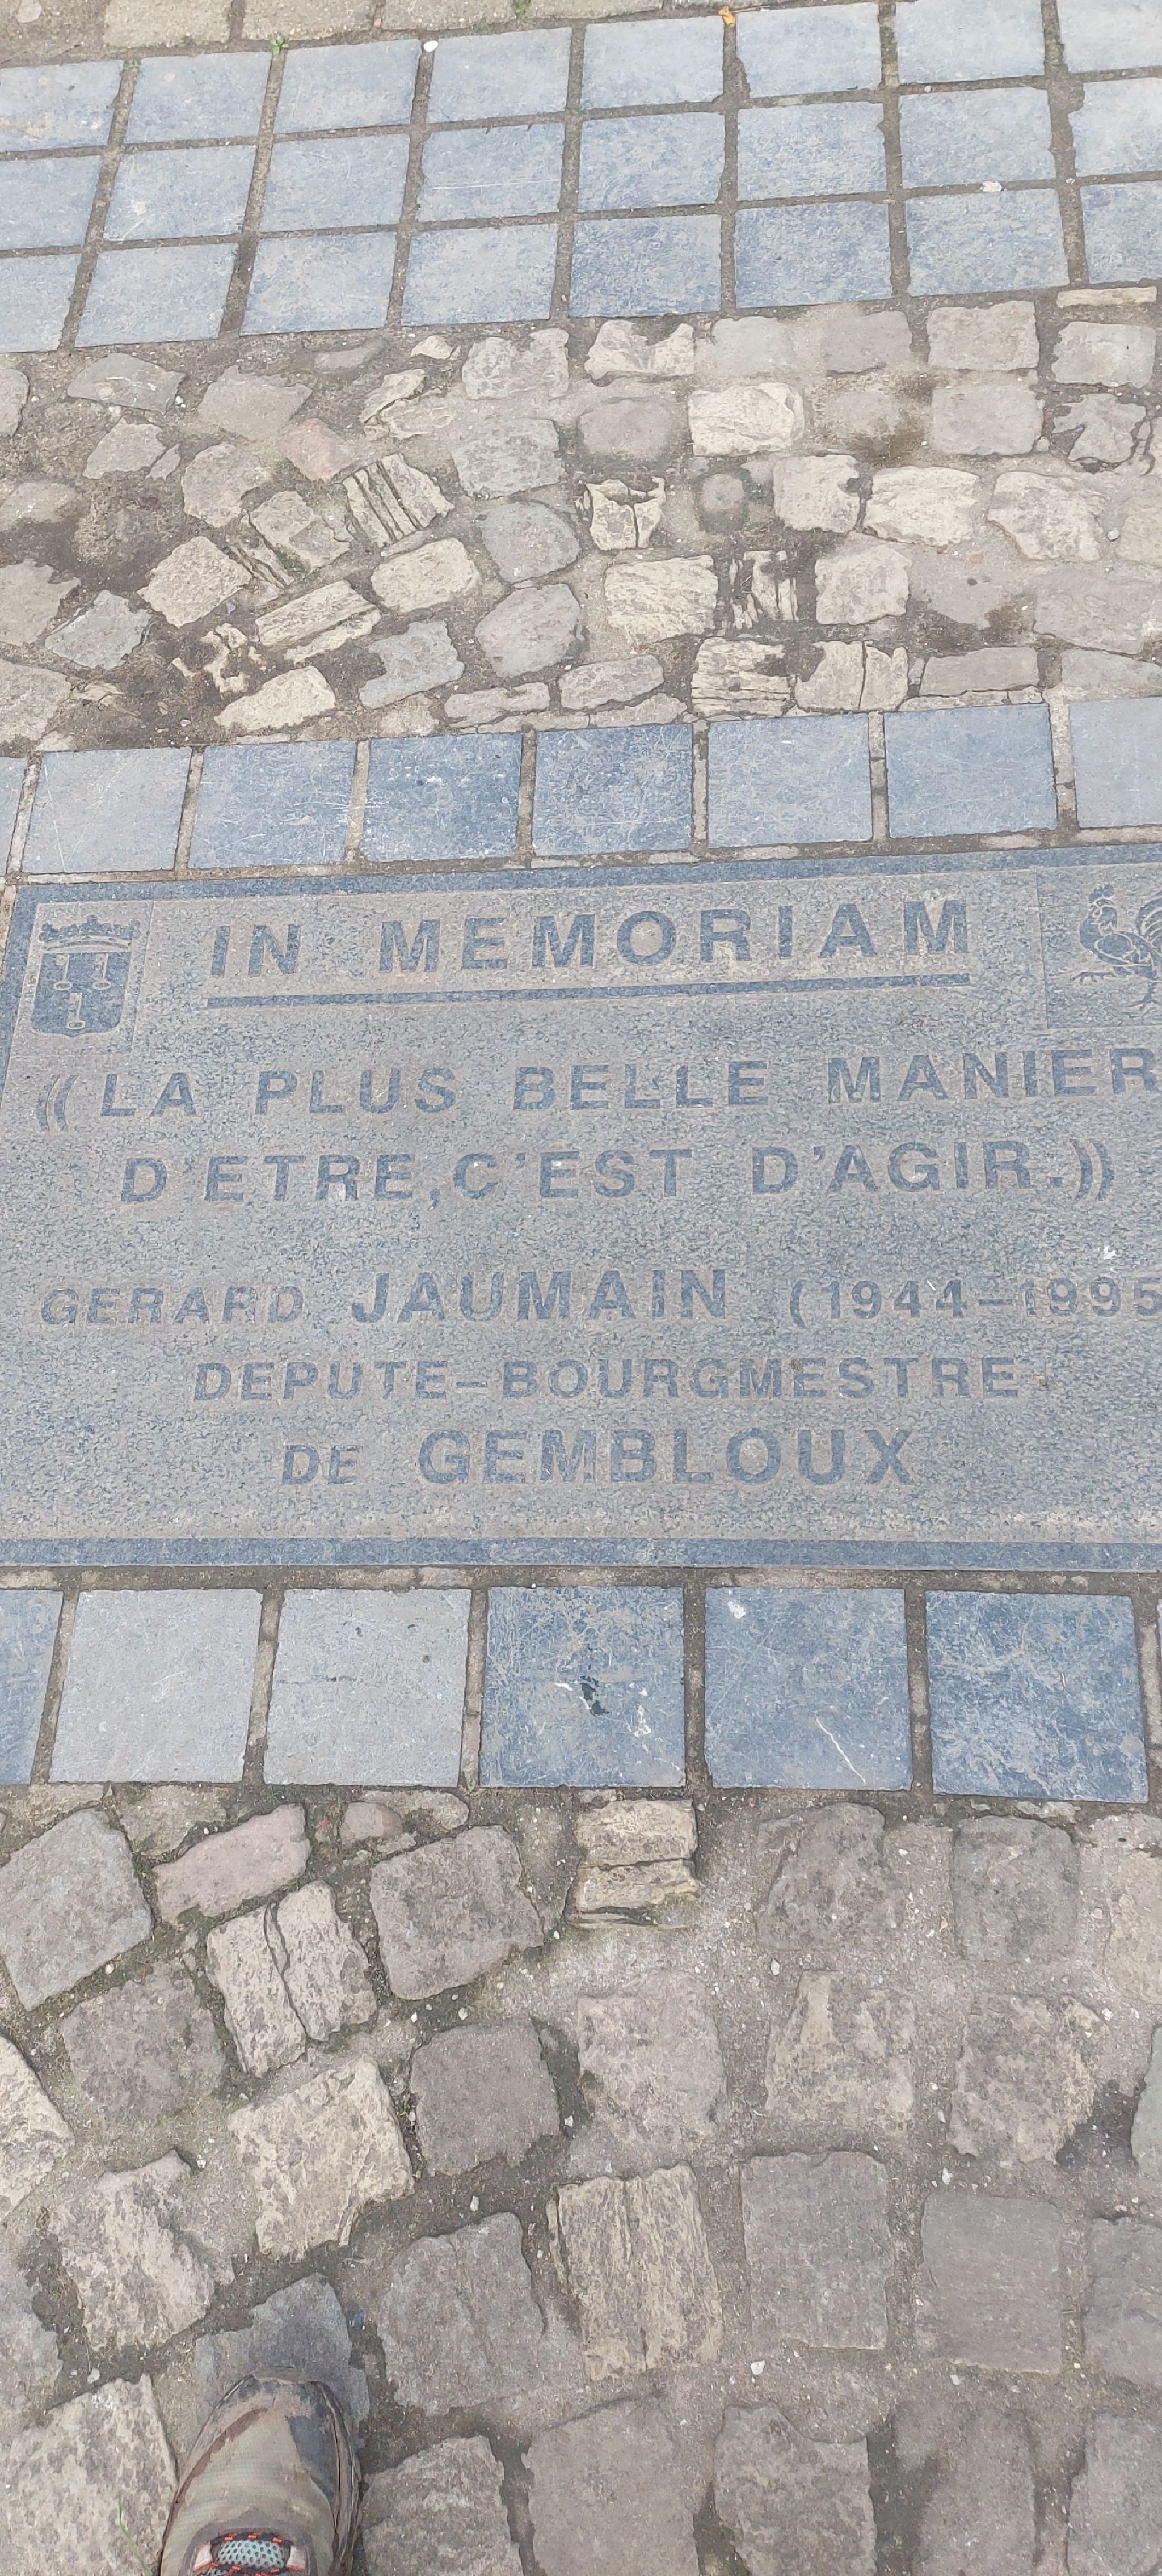 IN MEMORIAM
« LA PLUS BELLE MANIER
D'ETRE, C'EST D'AGIR. »
GERARD JAUMAIN (1944-1995
DEPUTE-BOURGMESTRE
DE GEMBLOUX